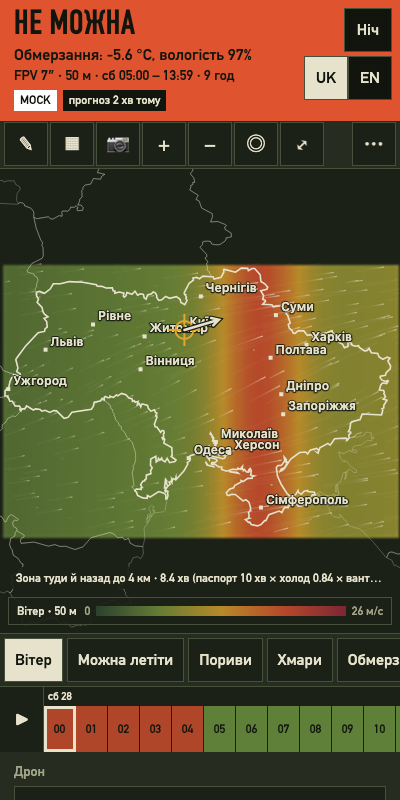 НЕ МОЖНА
Ніч
Обмерзання: -5.6 °C, вологість 97%
FPV 7″ · 50 м · сб 05:00 – 13:59 · 9 год
UK EN
МОСК прогноз 2 хв тому
Чернігів
Суми
Рівне
Київ
Харків
Львів
Полтава
Вінниця
Ужгород
Дніпро
Запоріжжя
Миколаїв
Одеса Херсон
Сімферополь
Зона туди й назад до 4 км · 8.4 хв (паспорт 10 хв × холод 0.84 × вант…
Вітер · 50 м 0 26 м/с
Вітер Можна летіти Пориви Хмари Обмерз
сб 28
00 01 02 03 04 05 06 07 08 09 10
Дрон